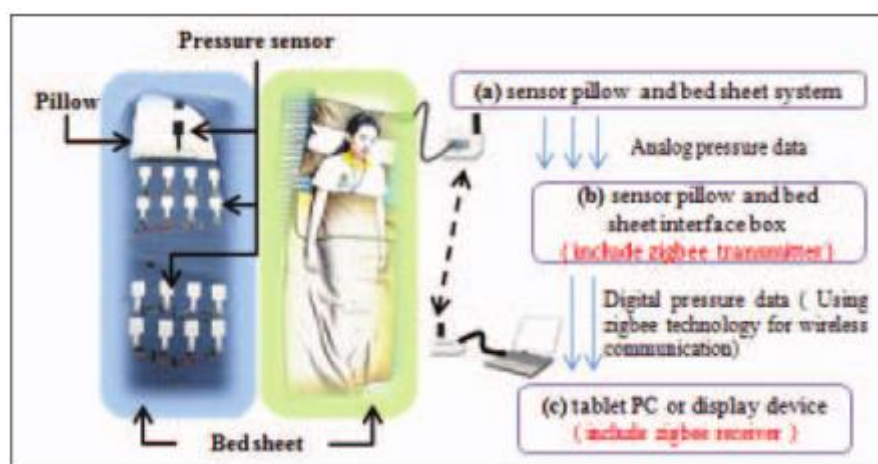 Pressure sensor
Pillow
Bed sheet
(a) sensor pillow and bed sheet system
Analog pressure data
(b) sensor pillow and bed
sheet interface box
( include zigbee transmitter)
Digital pressure data ( Using
zigbee technology for wireless
communication)
(c) tablet PC or display device
( include zigbee receiver )